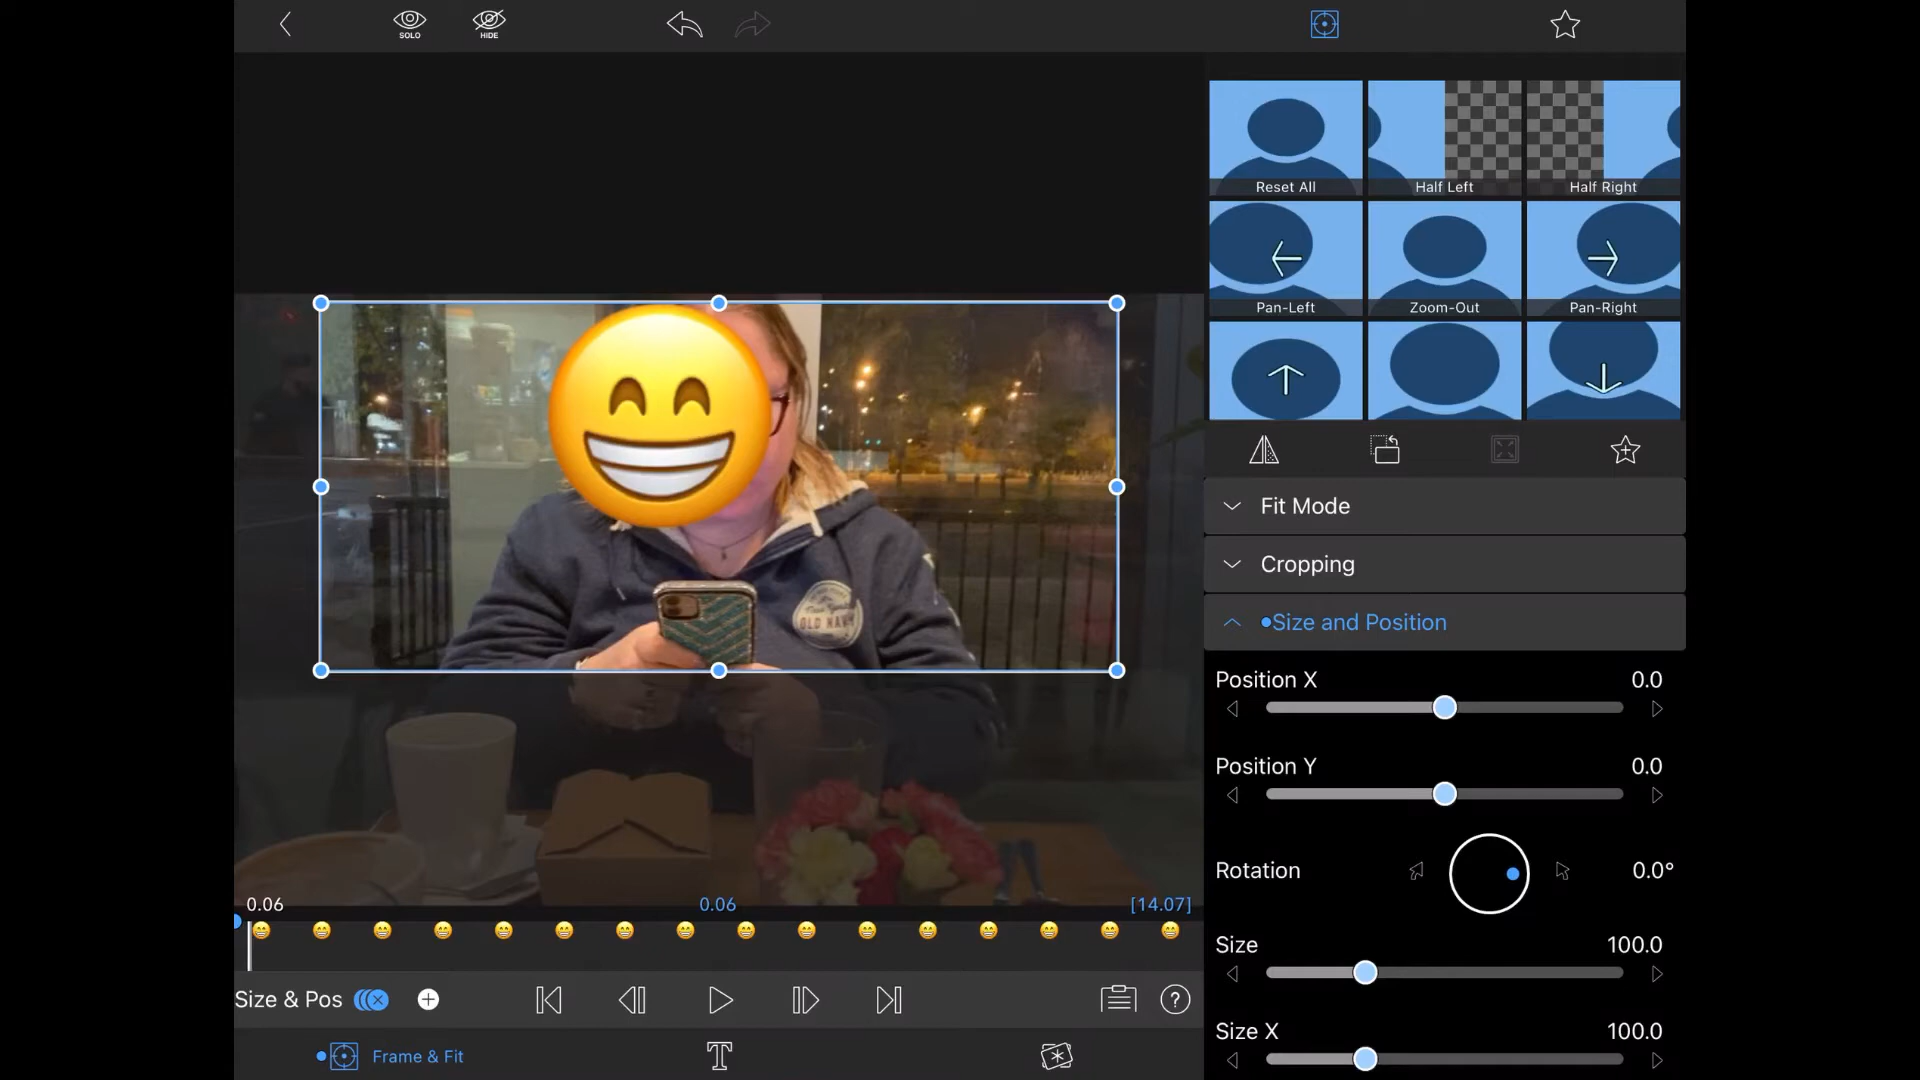 SOLO
HIDE
Reset All
Half Left
Half Right
Pan-Left
Zoom-Out
Pan-Right
Fit Mode
Cropping
Size and Position
Position X 0.0
Position Y 0.0
Rotation 0.0°
Size 100.0
Size X 100.0
OLD NAVY
0.06
0.06
[14.07]
Size & Pos
?
Frame & Fit
T